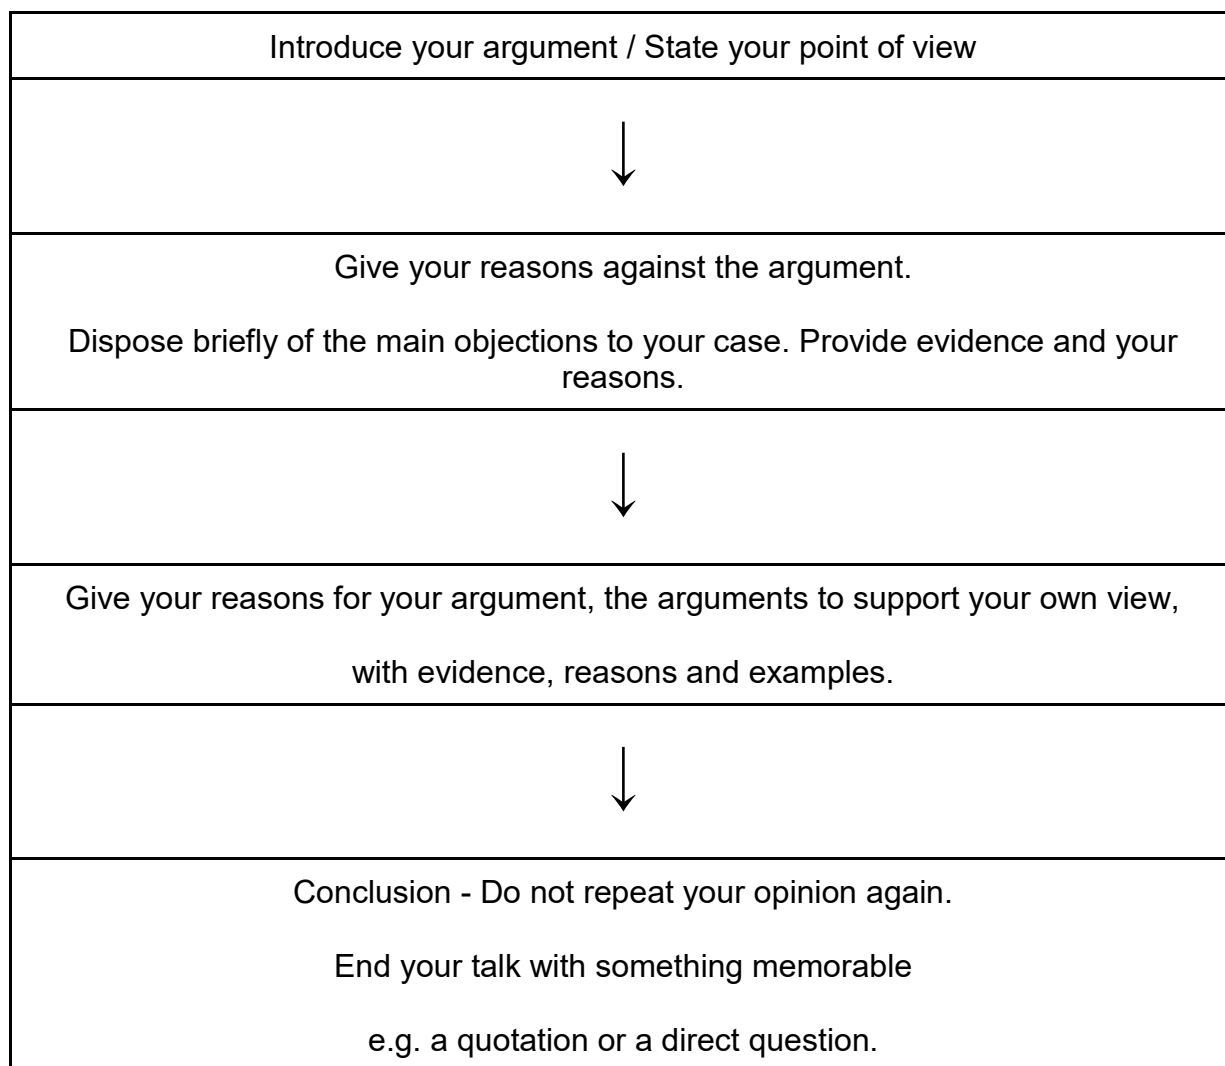 Introduce your argument / State your point of view
Give your reasons against the argument.
Dispose briefly of the main objections to your case. Provide evidence and your
reasons.
Give your reasons for your argument, the arguments to support your own view,
with evidence, reasons and examples.
Conclusion - Do not repeat your opinion again.
End your talk with something memorable
e.g. a quotation or a direct question.